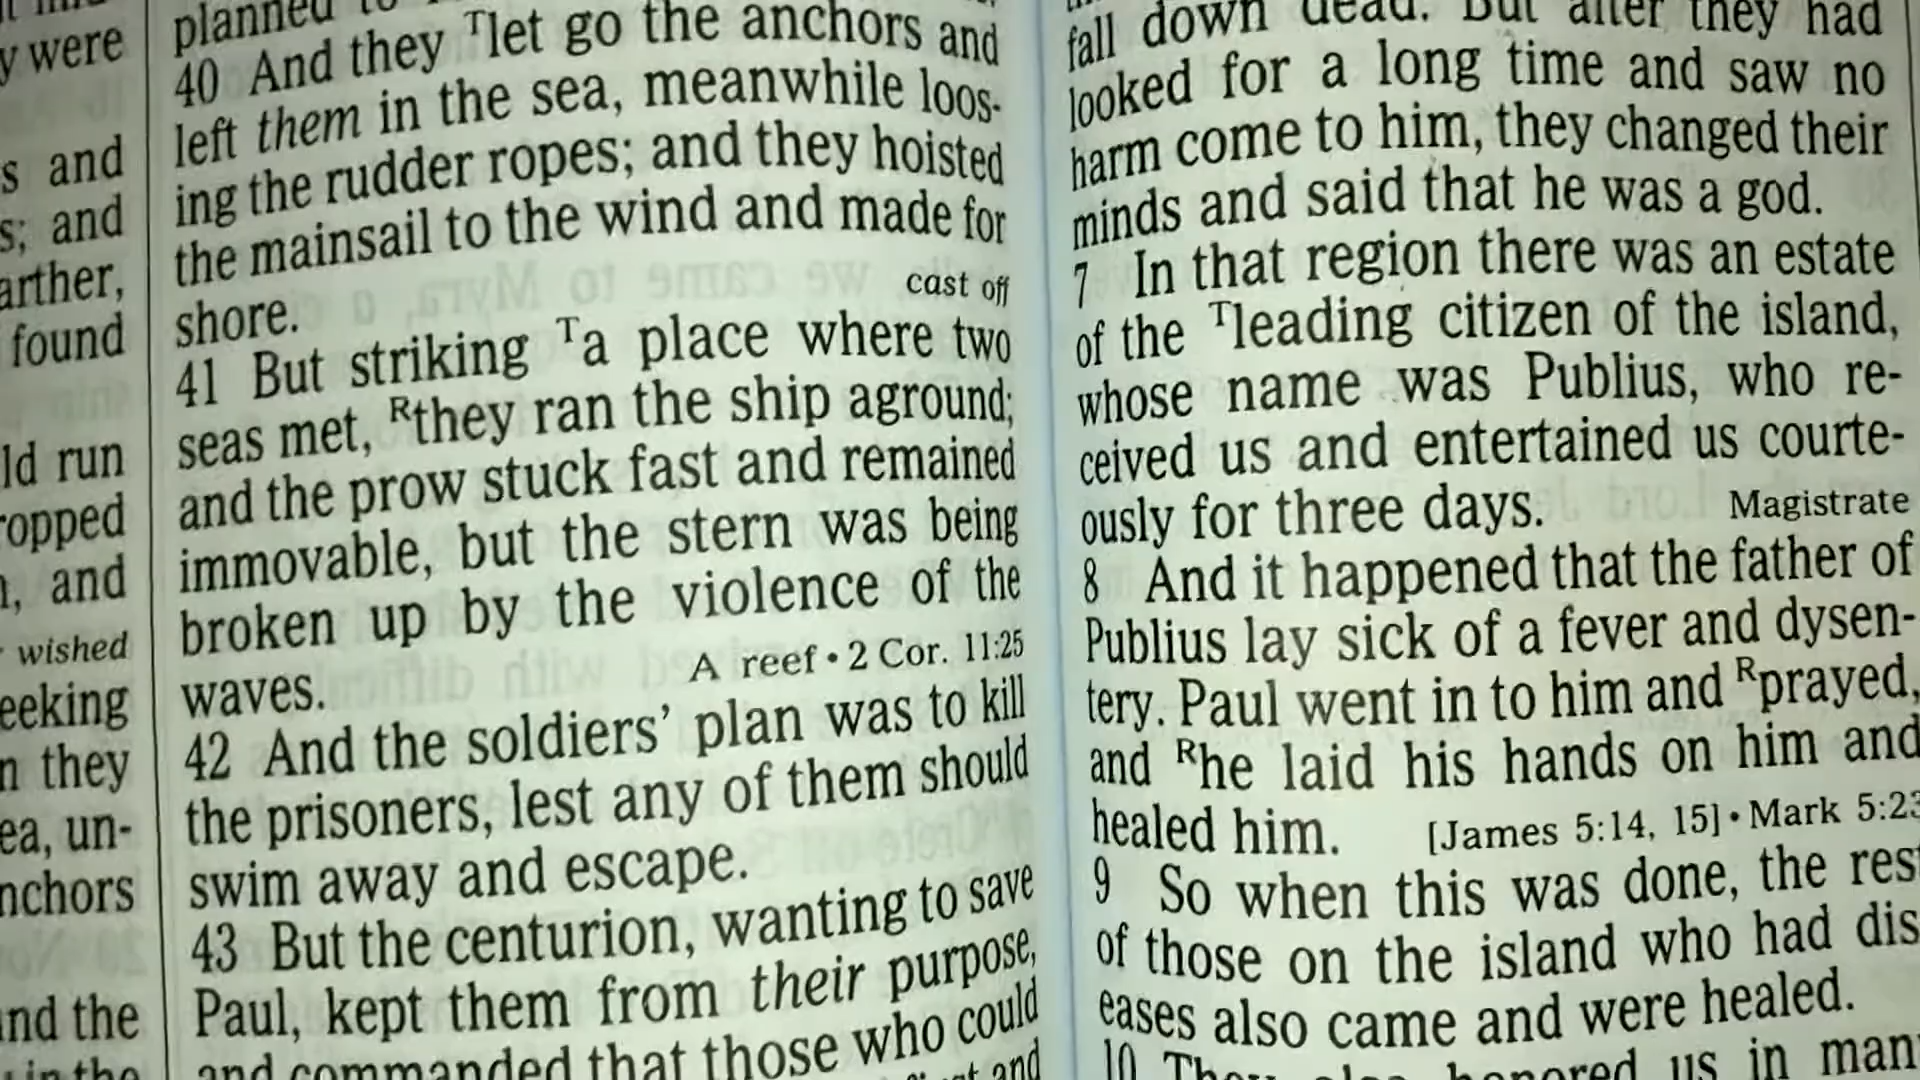 y were
s and
s; and
arther,
found
ld run
ropped
, and
wished
eeking
n they
ea, un-
nchors
nd the
in the
planned to
40 And they ᵀlet go the anchors and
left them in the sea, meanwhile loos-
ing the rudder ropes; and they hoisted
the mainsail to the wind and made for
shore. cast off
41 But striking ᵀa place where two
seas met, ᴿthey ran the ship aground;
and the prow stuck fast and remained
immovable, but the stern was being
broken up by the violence of the
waves. A reef • 2 Cor. 11:25
42 And the soldiers’ plan was to kill
the prisoners, lest any of them should
swim away and escape.
43 But the centurion, wanting to save
Paul, kept them from their purpose,
and commanded that those who could
and
fall down dead. But after they had
looked for a long time and saw no
harm come to him, they changed their
minds and said that he was a god.
7 In that region there was an estate
of the ᵀleading citizen of the island,
whose name was Publius, who re-
ceived us and entertained us courte-
ously for three days. Magistrate
8 And it happened that the father of
Publius lay sick of a fever and dysen-
tery. Paul went in to him and ᴿprayed,
and ᴿhe laid his hands on him and
healed him. [James 5:14, 15] • Mark 5:23
9 So when this was done, the rest
of those on the island who had dis
eases also came and were healed.
10 They also honored us in man